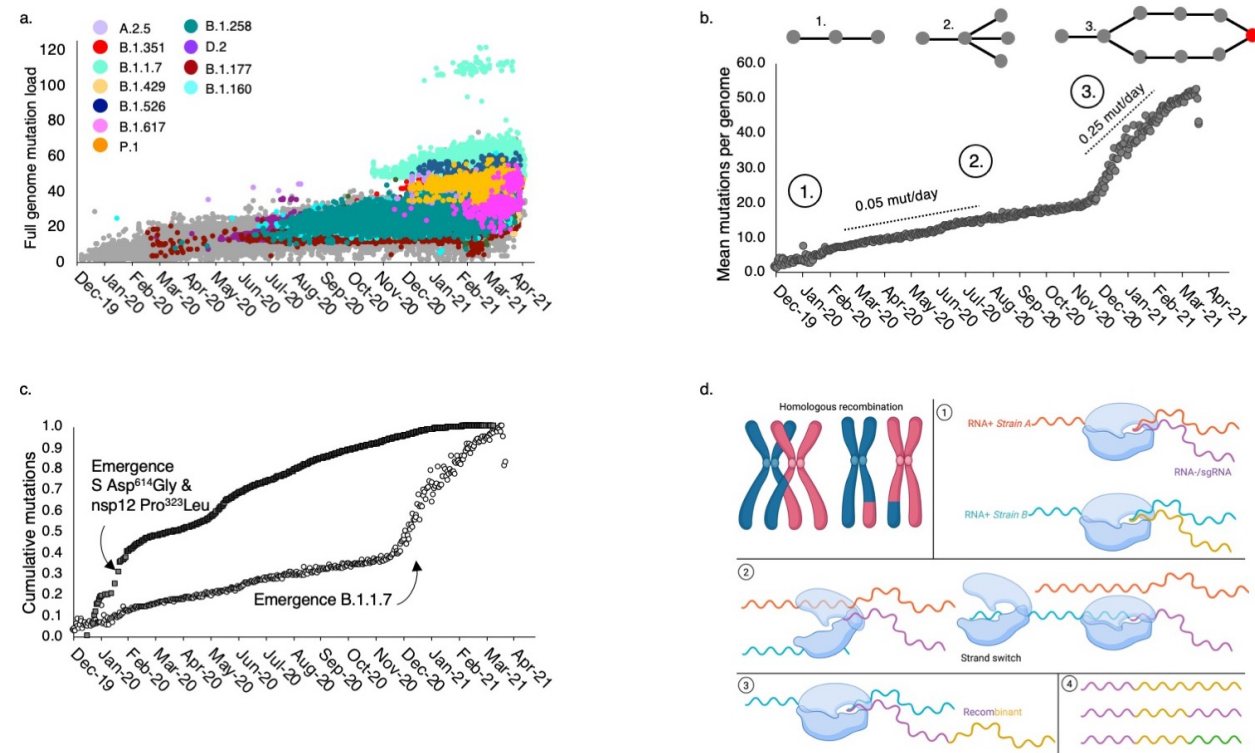 a.
A.2.5
B.1.351
B.1.1.7
B.1.429
B.1.526
B.1.617
P.1
B.1.258
D.2
B.1.177
B.1.160
Full genome mutation load
120
100
80
60
40
20
0
Dec-19
Jan-20
Feb-20
Mar-20
Apr-20
May-20
Jun-20
Jul-20
Aug-20
Sep-20
Oct-20
Nov-20
Dec-20
Jan-21
Feb-21
Mar-21
Apr-21
b.
1.
2.
3.
Mean mutations per genome
60.0
50.0
40.0
30.0
20.0
10.0
0.0
1.
2.
3.
0.05 mut/day
0.25 mut/day
Dec-19
Jan-20
Feb-20
Mar-20
Apr-20
May-20
Jun-20
Jul-20
Aug-20
Sep-20
Oct-20
Nov-20
Dec-20
Jan-21
Feb-21
Mar-21
Apr-21
c.
Cumulative mutations
1.0
0.9
0.8
0.7
0.6
0.5
0.4
0.3
0.2
0.1
0.0
Emergence
S Asp⁶¹⁴Gly &
nsp12 Pro³²³Leu
Emergence B.1.1.7
Dec-19
Jan-20
Feb-20
Mar-20
Apr-20
May-20
Jun-20
Jul-20
Aug-20
Sep-20
Oct-20
Nov-20
Dec-20
Jan-21
Feb-21
Mar-21
Apr-21
d.
Homologous recombination
1
RNA+ Strain A
RNA-/sgRNA
RNA+ Strain B
2
Strand switch
3
Recombinant
4